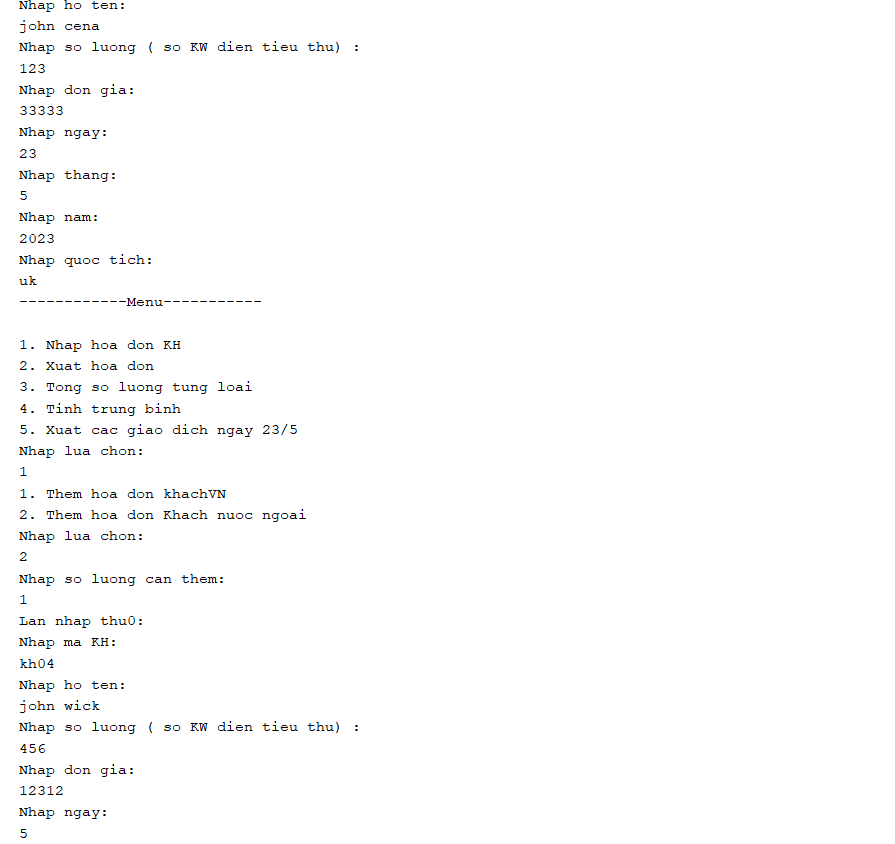 Nhap ho ten:
john cena
Nhap so luong ( so KW dien tieu thu) :
123
Nhap don gia:
33333
Nhap ngay:
23
Nhap thang:
5
Nhap nam:
2023
Nhap quoc tich:
uk
------------Menu-----------
1. Nhap hoa don KH
2. Xuat hoa don
3. Tong so luong tung loai
4. Tinh trung binh
5. Xuat cac giao dich ngay 23/5
Nhap lua chon:
1
1. Them hoa don khachVN
2. Them hoa don Khach nuoc ngoai
Nhap lua chon:
2
Nhap so luong can them:
1
Lan nhap thu0:
Nhap ma KH:
kh04
Nhap ho ten:
john wick
Nhap so luong ( so KW dien tieu thu) :
456
Nhap don gia:
12312
Nhap ngay:
5